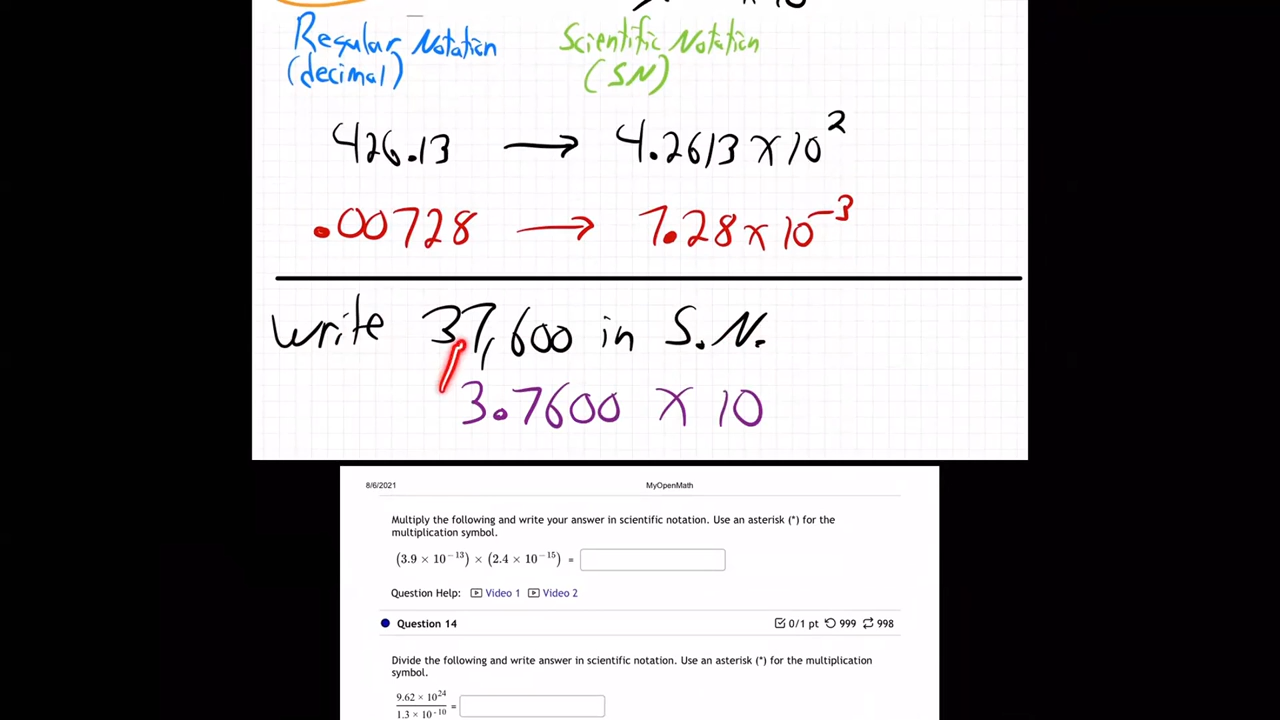 Regular Notation Scientific Notation
(decimal) (SN)
426.13 → 4.2613 x 10²
.00728 → 7.28 x 10⁻³
Write 37,600 in S.N.
3.7600 x 10
8/6/2021 MyOpenMath
Multiply the following and write your answer in scientific notation. Use an asterisk (*) for the
multiplication symbol.
(3.9 × 10⁻¹³) × (2.4 × 10⁻¹⁵) =
Question Help: Video 1 Video 2
Question 14 0/1 pt 999 998
Divide the following and write answer in scientific notation. Use an asterisk (*) for the multiplication
symbol.
9.62 × 10²⁴
1.3 × 10⁻¹⁰ =